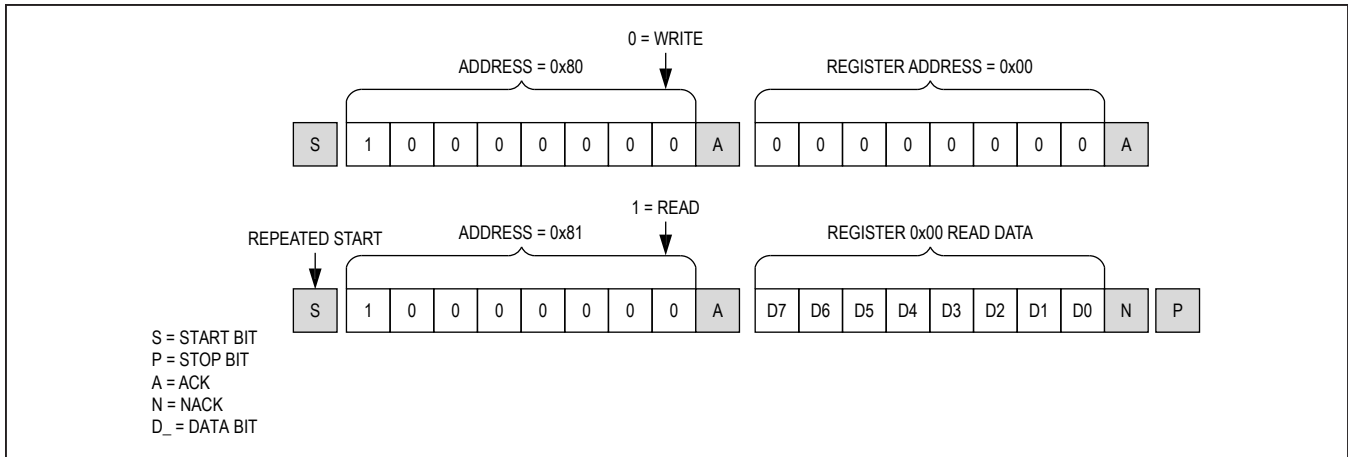 0 = WRITE
ADDRESS = 0x80 REGISTER ADDRESS = 0x00
S 1 0 0 0 0 0 0 0 A 0 0 0 0 0 0 0 0 A
1 = READ
REPEATED START ADDRESS = 0x81 REGISTER 0x00 READ DATA
S 1 0 0 0 0 0 0 0 A D7 D6 D5 D4 D3 D2 D1 D0 N P
S = START BIT
P = STOP BIT
A = ACK
N = NACK
D_ = DATA BIT